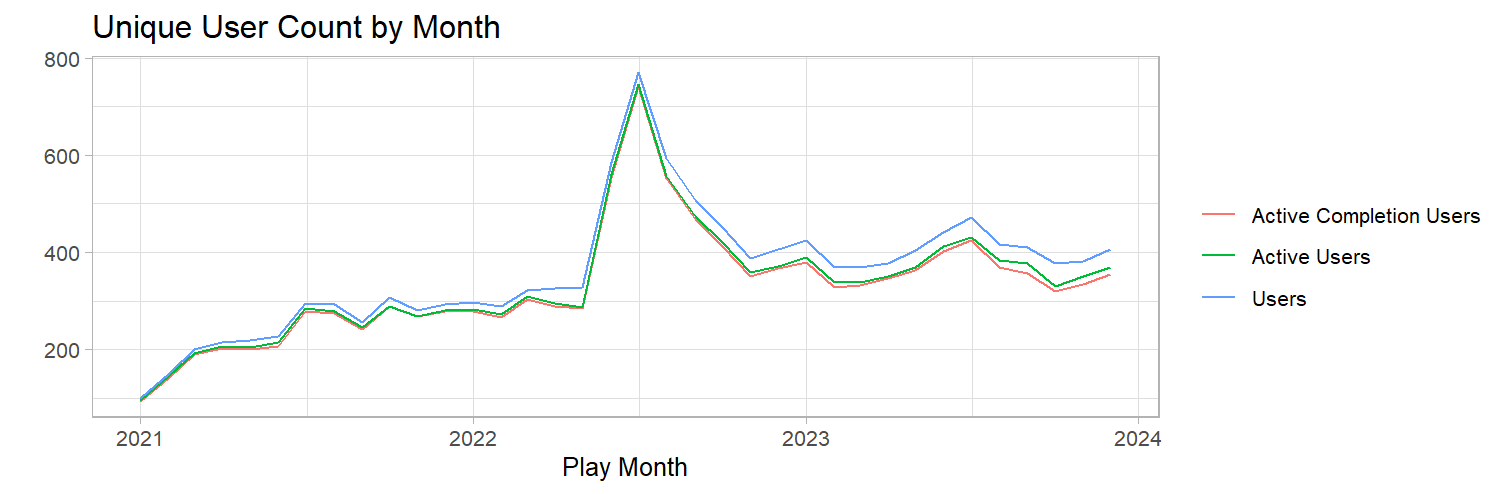 Unique User Count by Month
800
600
400
200
2021
2022
2023
2024
Play Month
Active Completion Users
Active Users
Users